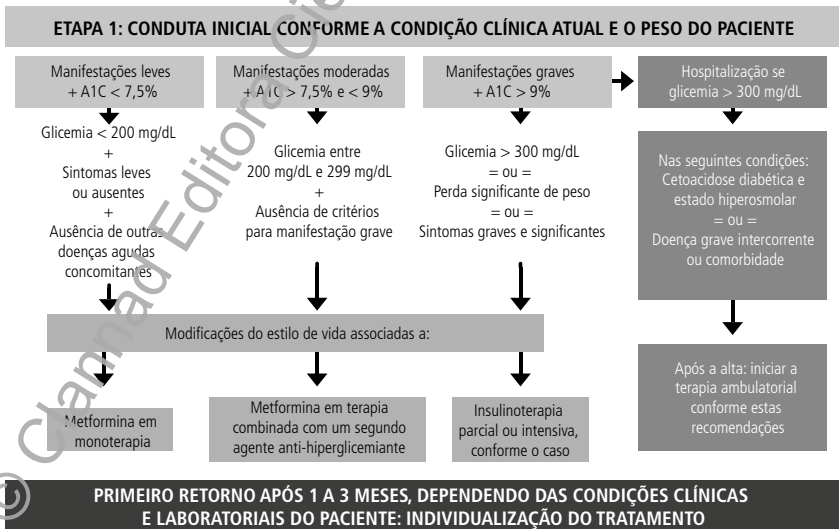 ETAPA 1: CONDUTA INICIAL CONFORME A CONDIÇÃO CLÍNICA ATUAL E O PESO DO PACIENTE
Manifestações leves
+ A1C < 7,5%
Glicemia < 200 mg/dL
+
Sintomas leves
ou ausentes
+
Ausência de outras
doenças agudas
concomitantes
Manifestações moderadas
+ A1C > 7,5% e < 9%
Glicemia entre
200 mg/dL e 299 mg/dL
+
Ausência de critérios
para manifestação grave
Manifestações graves
+ A1C > 9%
Glicemia > 300 mg/dL
= ou =
Perda significante de peso
= ou =
Sintomas graves e significantes
Hospitalização se
glicemia > 300 mg/dL
Nas seguintes condições:
Cetoacidose diabética e
estado hiperosmolar
= ou =
Doença grave intercorrente
ou comorbidade
Após a alta: iniciar a
terapia ambulatorial
conforme estas
recomendações
Modificações do estilo de vida associadas a:
Metformina em
monoterapia
Metformina em terapia
combinada com um segundo
agente anti-hiperglicemiante
Insulinoterapia
parcial ou intensiva,
conforme o caso
PRIMEIRO RETORNO APÓS 1 A 3 MESES, DEPENDENDO DAS CONDIÇÕES CLÍNICAS
E LABORATORIAIS DO PACIENTE: INDIVIDUALIZAÇÃO DO TRATAMENTO
© Clannad Editora